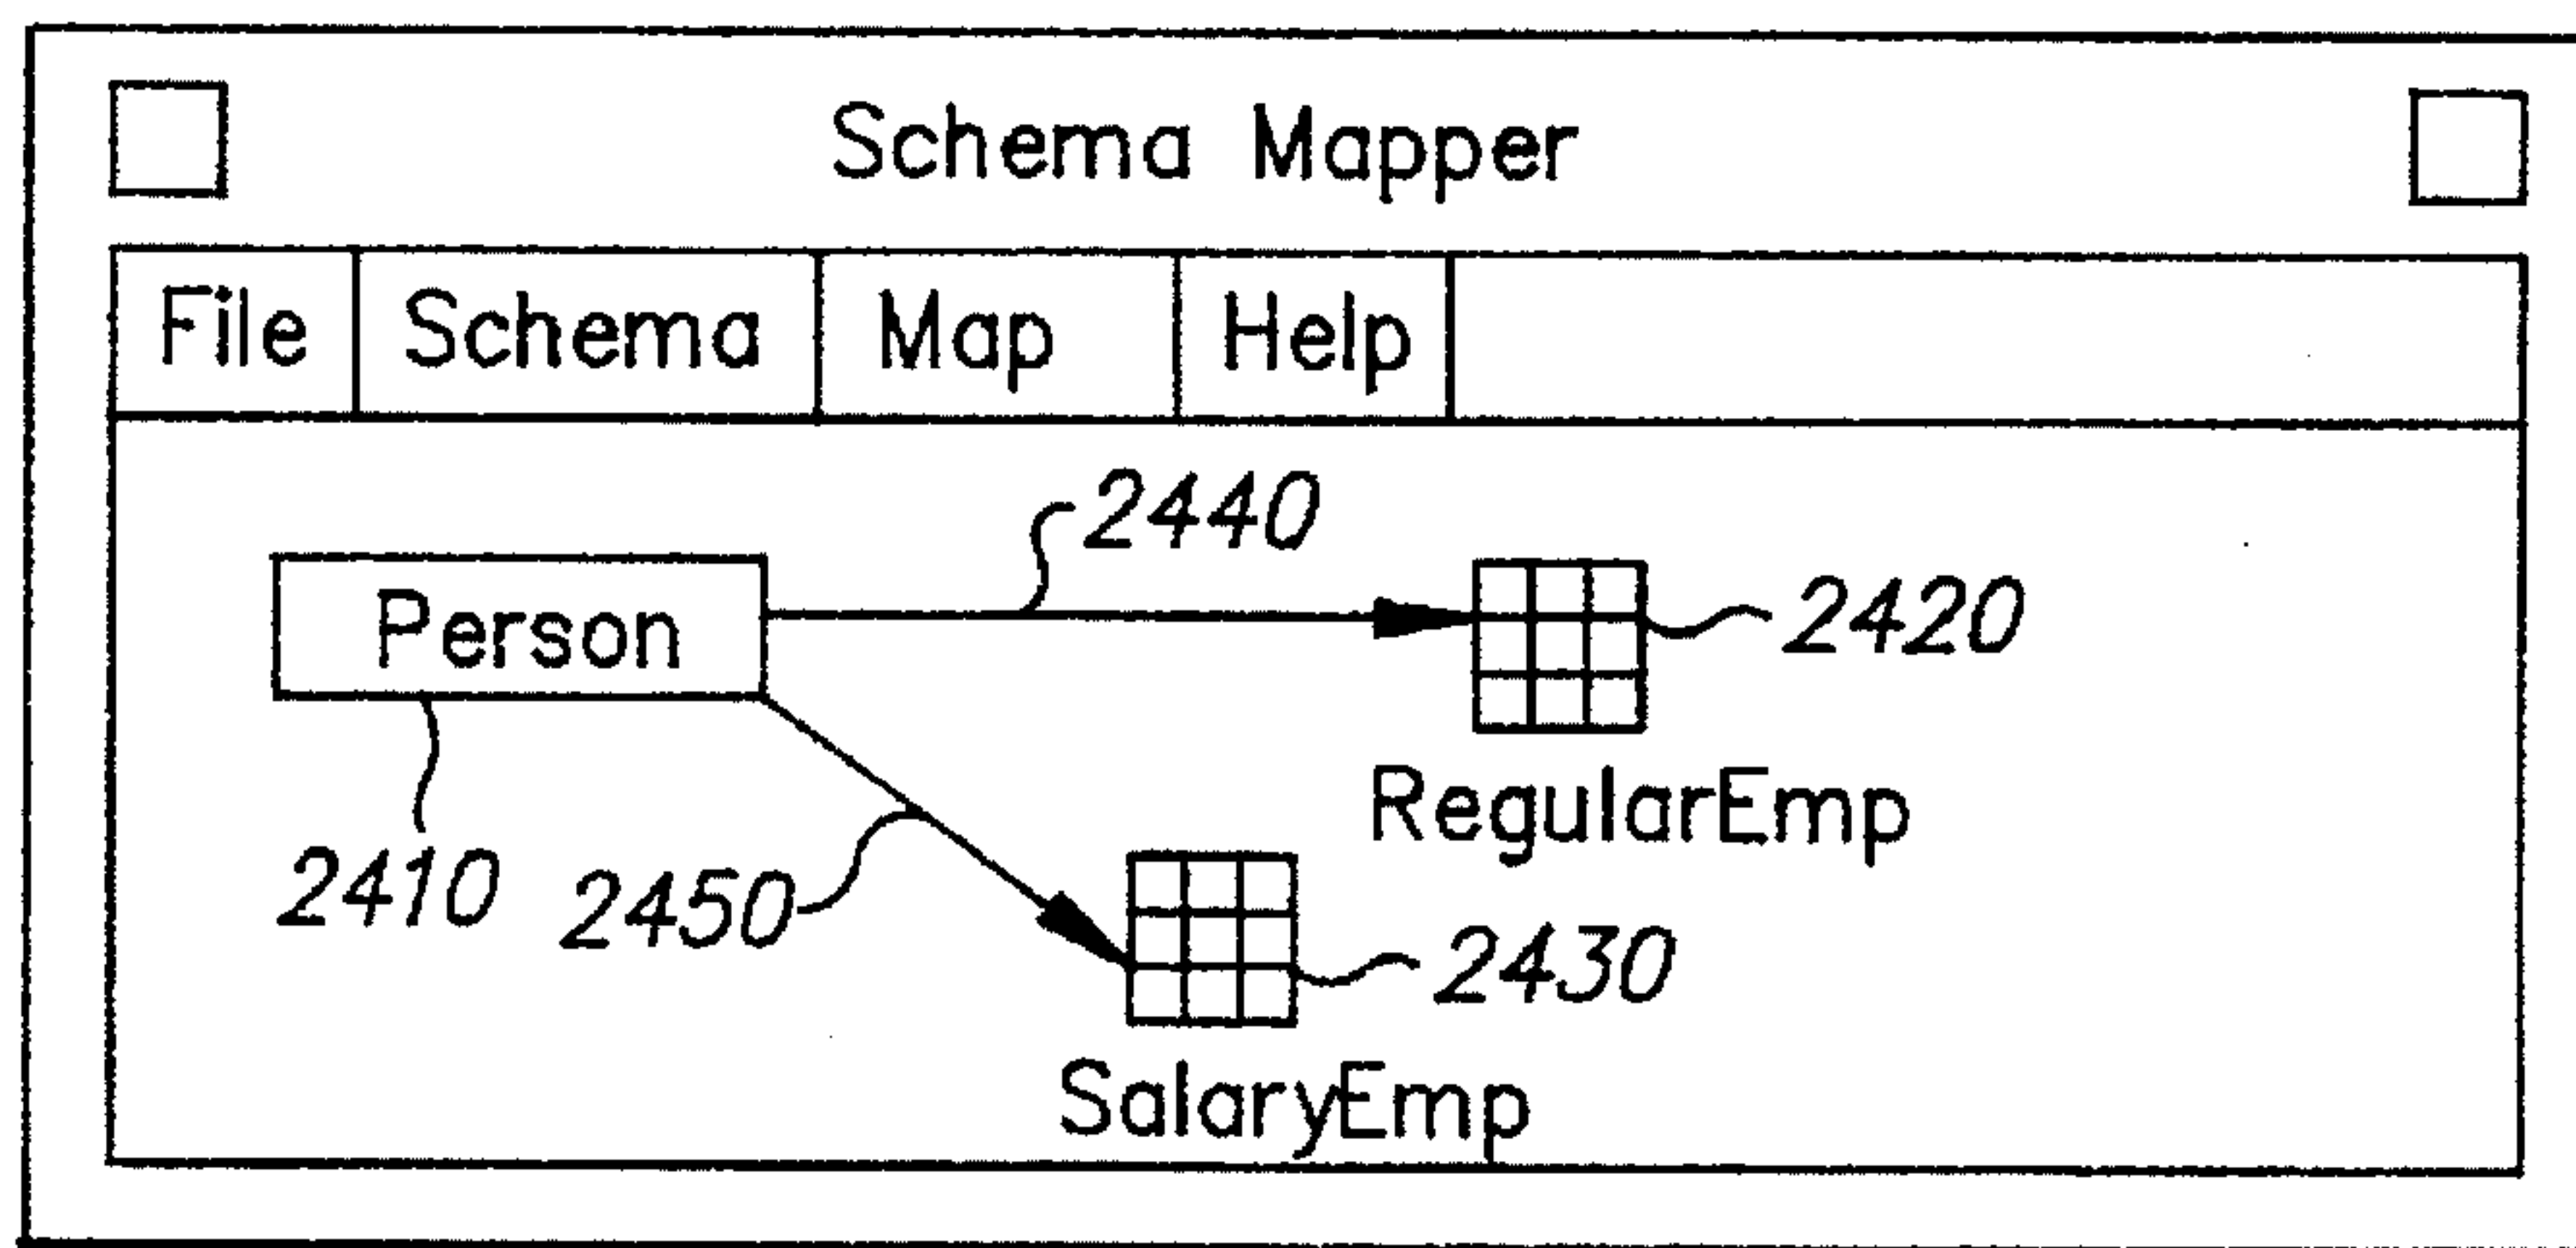 Schema Mapper
File Schema Map Help
2440
Person
2420
RegularEmp
2410
2450
2430
SalaryEmp